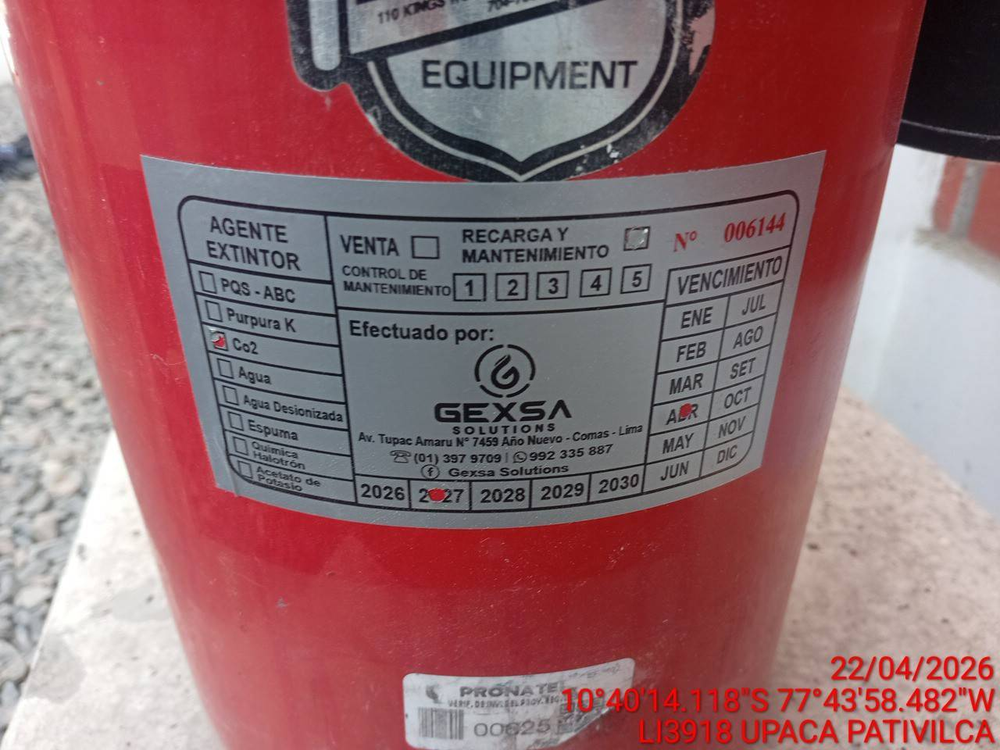 110 KINGS
EQUIPMENT
AGENTE
EXTINTOR
PQS - ABC
Purpura K
Co2
Agua
Agua Desionizada
Espuma
Química
Halotrón
Acetato de
Potasio
VENTA
RECARGA Y
MANTENIMIENTO
N° 006144
CONTROL DE
MANTENIMIENTO 1 2 3 4 5
Efectuado por:
GEXSA
SOLUTIONS
Av. Tupac Amaru N° 7459 Año Nuevo - Comas - Lima
(01) 397 9709 | 992 335 887
Gexsa Solutions
2026 2027 2028 2029 2030
VENCIMIENTO
ENE JUL
FEB AGO
MAR SET
ABR OCT
MAY NOV
JUN DIC
PRONATEL
22/04/2026
10°40'14.118"S 77°43'58.482"W
LI3918 UPACA PATIVILCA